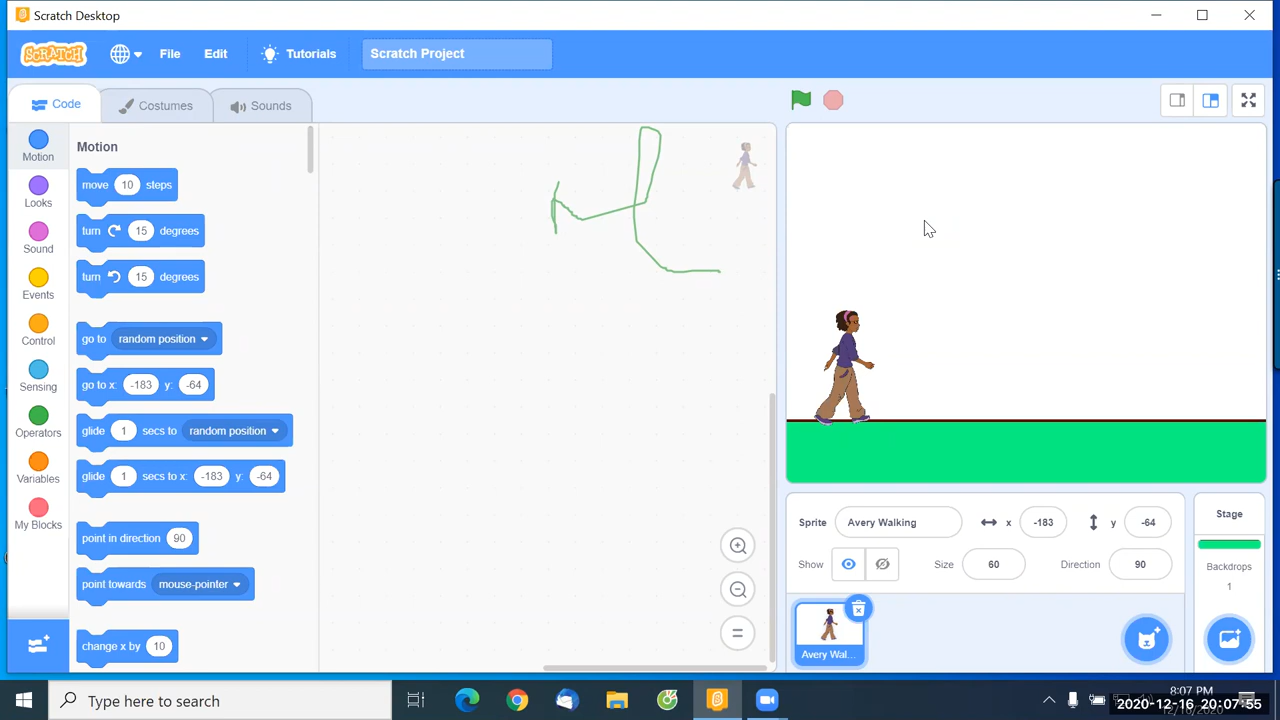 Scratch Desktop
SCRATCH File Edit Tutorials Scratch Project
Code Costumes Sounds
Motion
Looks
Sound
Events
Control
Sensing
Operators
Variables
My Blocks
Motion
move 10 steps
turn 15 degrees
turn 15 degrees
go to random position
go to x: -183 y: -64
glide 1 secs to random position
glide 1 secs to x: -183 y: -64
point in direction 90
point towards mouse-pointer
change x by 10
Sprite Avery Walking x -183 y -64
Show Size 60 Direction 90
Avery Wal...
Stage
Backdrops
1
Type here to search
8:07 PM
2020-12-16 20:07:55